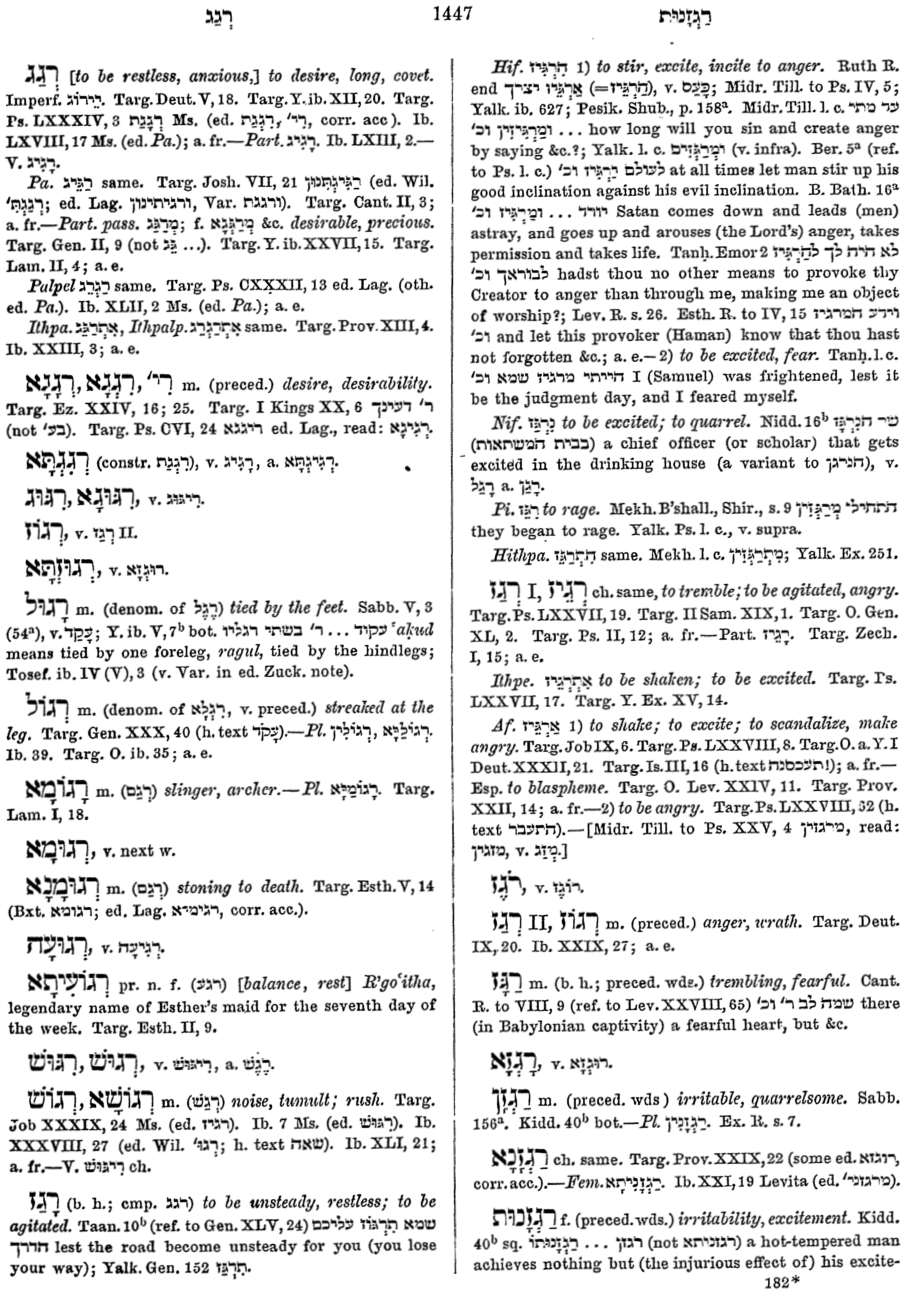 רְגַג 1447 רַגְזָנוּת
רְגַג [to be restless, anxious,] to desire, long, covet.
Imperf. יֵירוֹג. Targ. Deut. V, 18. Targ. Y. ib. XII, 20. Targ.
Ps. LXXXIV, 3 רְגָגַת Ms. (ed. רְגַגַת, רִי', corr. acc). Ib.
LXVIII, 17 Ms. (ed. Pa.); a. fr.—Part. רָגִיג. Ib. LXIII, 2.—
V. רָגִיג.
Pa. רַגֵּיג same. Targ. Josh. VII, 21 רַגֵּיגְתְּנוּן (ed. Wil.
רְגֵגְתְּ'; ed. Lag. ורגיתינון, Var. ורגגת). Targ. Cant. II, 3;
a. fr.—Part. pass. מְרַגַּג; f. מְרַגְּגָא &c. desirable, precious.
Targ. Gen. II, 9 (not גֵּג ...). Targ. Y. ib. XXVII, 15. Targ.
Lam. II, 4; a. e.
Palpel רַגְרֵג same. Targ. Ps. CXXXII, 13 ed. Lag. (oth.
ed. Pa.). Ib. XLII, 2 Ms. (ed. Pa.); a. e.
Ithpa. אִתְרַגַּג, Ithpalp. אִתְרַגְרֵג same. Targ. Prov. XIII, 4.
Ib. XXIII, 3; a. e.
רְגָגָא, רִגְגָא, רִי' m. (preced.) desire, desirability.
Targ. Ez. XXIV, 16; 25. Targ. I Kings XX, 6 ר' דעינך
(not בע'). Targ. Ps. CVI, 24 ריגגא ed. Lag., read: רְגִיגָא.
רְגִגְתָּא (constr. רְגִגַת), v. רָגִיג, a. רְגִיגְתָּא.
רִגּוּג, רִגּוּגָא, v. רִיגּוּג.
רְגוֹז, v. רְגַז II.
רְגוּזְתָּא, v. רוּגְזָא.
רָגוּל m. (denom. of רֶגֶל) tied by the feet. Sabb. V, 3
(54ᵃ), v. עָקַד; Y. ib. V, 7ᵇ bot. עקוד ... ר' בשתי רגליו ʿaḳud
means tied by one foreleg, ragul, tied by the hindlegs;
Tosef. ib. IV (V), 3 (v. Var. in ed. Zuck. note).
רְגוֹל m. (denom. of רִגְלָא, v. preced.) streaked at the
leg. Targ. Gen. XXX, 40 (h. text עָקֹד).—Pl. רְגוֹלִין, רְגוֹלַיָּא.
Ib. 39. Targ. O. ib. 35; a. e.
רָגוֹמָא m. (רְגַם) slinger, archer.—Pl. רָגוֹמַיָּא. Targ.
Lam. I, 18.
רְגוּמָא, v. next w.
רְגוּמָנָא m. (רְגַם) stoning to death. Targ. Esth. V, 14
(Bxt. רגומא; ed. Lag. רגימיא, corr. acc.).
רְגוּעָה, v. רְגִיעָה.
רְגוֹעִיתָא pr. n. f. (רגע) [balance, rest] R'goʿitha,
legendary name of Esther's maid for the seventh day of
the week. Targ. Esth. II, 9.
רְגוּשׁ, רִגּוּשׁ, v. רִיגּוּשׁ, a. רֶגֶשׁ.
רְגוֹשׁ, רְגוֹשָׁא m. (רְגַשׁ) noise, tumult; rush. Targ.
Job XXXIX, 24 Ms. (ed. רגיז). Ib. 7 Ms. (ed. רִגּוּשׁ). Ib.
XXXVIII, 27 (ed. Wil. רְגוּ'; h. text שאה). Ib. XLI, 21;
a. fr.—V. רִיגּוּשׁ ch.
רָגַז (b. h.; cmp. רגג) to be unsteady, restless; to be
agitated. Taan. 10ᵇ (ref. to Gen. XLV, 24) שמא תִרְגּוֹז עליכם
הדרך lest the road become unsteady for you (you lose
your way); Yalk. Gen. 152 תִּרְגַּז.
Hif. הִרְגִּיז 1) to stir, excite, incite to anger. Ruth R.
end אַרְגִּיז יצריך (=הַרְגִּיז), v. כָּעַס; Midr. Till. to Ps. IV, 5;
Yalk. ib. 627; Pesik. Shub., p. 158ᵃ. Midr. Till. l. c. עד מתי
ומַרְגִּיזִין וכ' ... how long will you sin and create anger
by saying &c.?; Yalk. l. c. ומְרַגְּזִים (v. infra). Ber. 5ᵃ (ref.
to Ps. l. c.) לעולם יַרְגִּיז וכ' at all times let man stir up his
good inclination against his evil inclination. B. Bath. 16ᵃ
יורד ... ומַרְגִּיז וכ' Satan comes down and leads (men)
astray, and goes up and arouses (the Lord's) anger, takes
permission and takes life. Tanḥ. Emor 2 לא היה לך לְהַרְגִּיז
לבוראך וכ' hadst thou no other means to provoke thy
Creator to anger than through me, making me an object
of worship?; Lev. R. s. 26. Esth. R. to IV, 15 וידע המרגיז
וכ' and let this provoker (Haman) know that thou hast
not forgotten &c.; a. e.—2) to be excited, fear. Tanḥ. l. c.
הייתי מרגיז שמא וכ' I (Samuel) was frightened, lest it
be the judgment day, and I feared myself.
Nif. נִרְגַּז to be excited; to quarrel. Nidd. 16ᵇ שר הנִּרְגָּז
(בבית המשתאות) a chief officer (or scholar) that gets
excited in the drinking house (a variant to הנירגן), v.
רָגַל a. רָגַן.
Pi. רִגֵּז to rage. Mekh. B'shall., Shir., s. 9 התחילו מְרַגְּזִין
they began to rage. Yalk. Ps. l. c., v. supra.
Hithpa. הִתְרַגֵּז same. Mekh. l. c. מִתְרַגְּזִין; Yalk. Ex. 251.
רְגַז I, רְגֵיז ch. same, to tremble; to be agitated, angry.
Targ. Ps. LXXVII, 19. Targ. II Sam. XIX, 1. Targ. O. Gen.
XL, 2. Targ. Ps. II, 12; a. fr.—Part. רָגֵיז. Targ. Zech.
I, 15; a. e.
Ithpe. אִתְרְגֵיז to be shaken; to be excited. Targ. Ps.
LXXVII, 17. Targ. Y. Ex. XV, 14.
Af. אַרְגֵּיז 1) to shake; to excite; to scandalize, make
angry. Targ. Job IX, 6. Targ. Ps. LXXVIII, 8. Targ. O. a. Y. I
Deut. XXXII, 21. Targ. Is. III, 16 (h. text תעכסנה!); a. fr.—
Esp. to blaspheme. Targ. O. Lev. XXIV, 11. Targ. Prov.
XXII, 14; a. fr.—2) to be angry. Targ. Ps. LXXVIII, 62 (h.
text התעבר).—[Midr. Till. to Ps. XXV, 4 מרגזין, read:
מזגין, v. מְזַג.]
רֹגֶז, v. רוֹגֶז.
רְגַז II, רְגוֹז m. (preced.) anger, wrath. Targ. Deut.
IX, 20. Ib. XXIX, 27; a. e.
רַגָּז m. (b. h.; preced. wds.) trembling, fearful. Cant.
R. to VIII, 9 (ref. to Lev. XXVIII, 65) שמה לב ר' וכ' there
(in Babylonian captivity) a fearful heart, but &c.
רִגְזָא, v. רוּגְזָא.
רַגְזָן m. (preced. wds) irritable, quarrelsome. Sabb.
156ᵃ. Kidd. 40ᵇ bot.—Pl. רַגְזָנִין. Ex. R. s. 7.
רַגְזָנָא ch. same. Targ. Prov. XXIX, 22 (some ed. רוגזא,
corr. acc.).—Fem. רַגְזָנִיתָא. Ib. XXI, 19 Levita (ed. מרגזנ').
רַגְזָנוּת f. (preced. wds.) irritability, excitement. Kidd.
40ᵇ sq. רגזן ... רַגְזָנוּתוֹ (not רגזניתא) a hot-tempered man
achieves nothing but (the injurious effect of) his excite-
182*